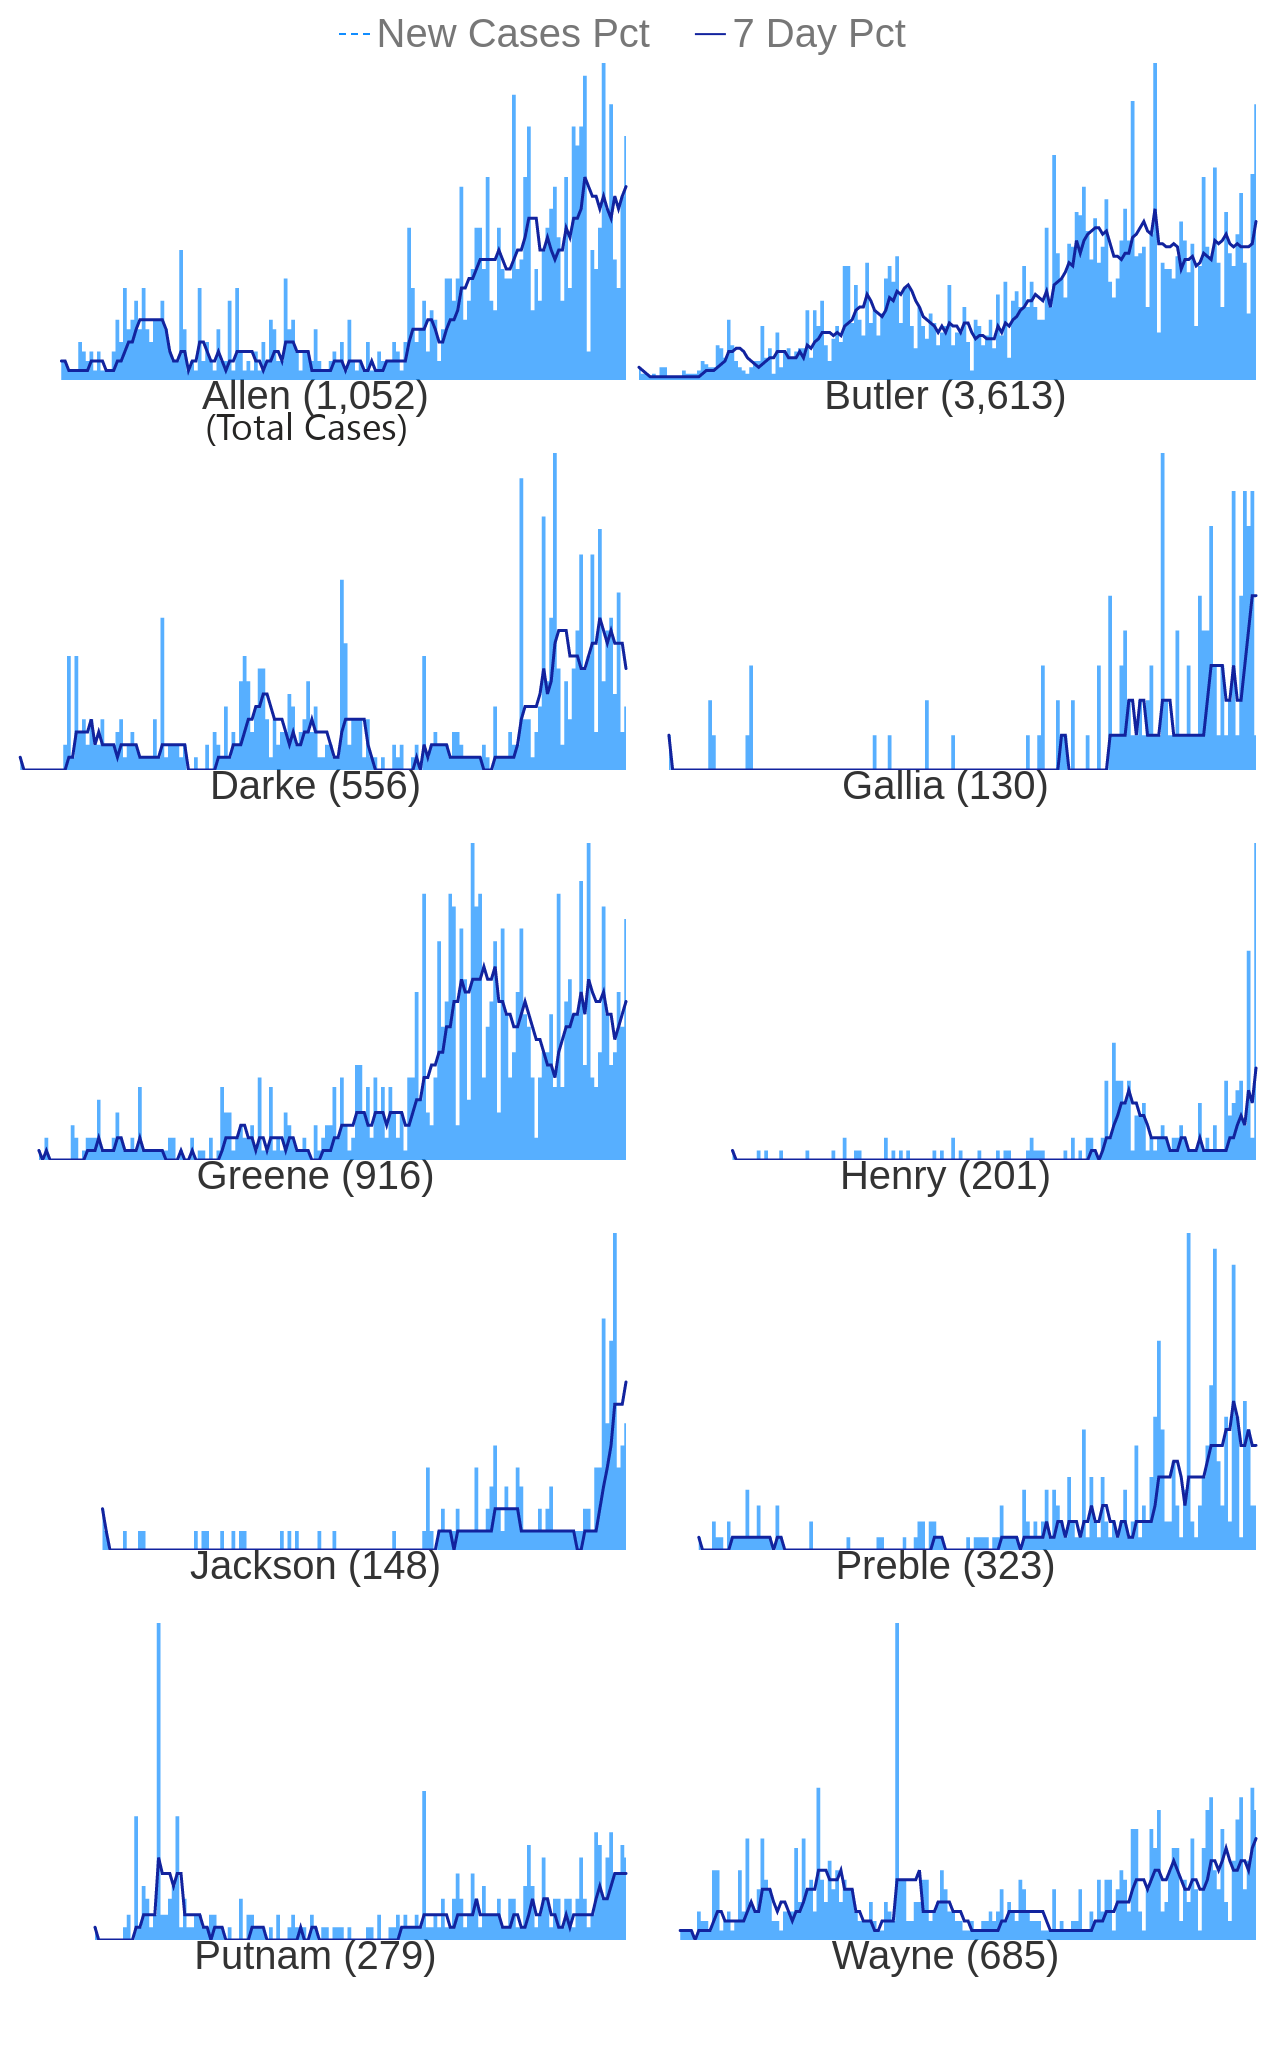 New Cases Pct 7 Day Pct
Allen (1,052) Butler (3,613)
(Total Cases)
Darke (556) Gallia (130)
Greene (916) Henry (201)
Jackson (148) Preble (323)
Putnam (279) Wayne (685)